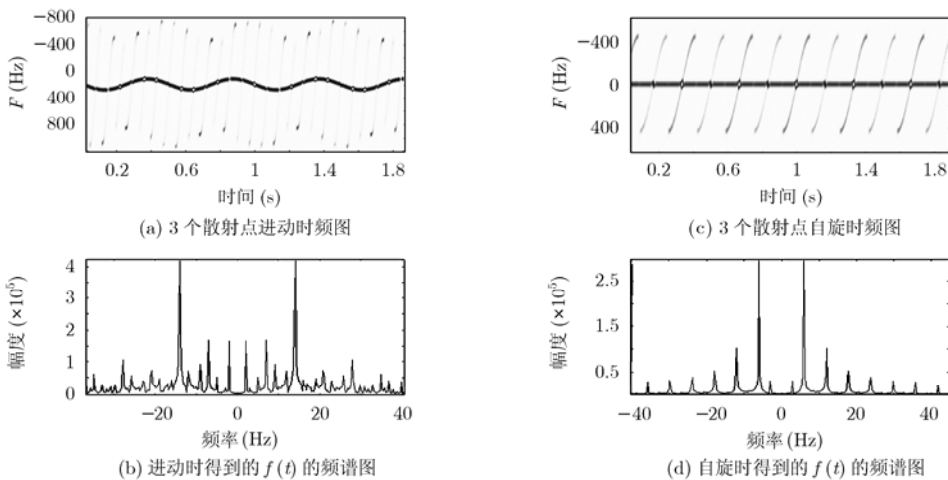 −800
−400
0
400
800
F (Hz)
0.2 0.6 1 1.4 1.8
时间 (s)
(a) 3 个散射点进动时频图
−400
0
400
F (Hz)
0.2 0.6 1 1.4 1.8
时间 (s)
(c) 3 个散射点自旋时频图
4
3
2
1
0
幅度 (×10⁵)
−20 0 20 40
频率 (Hz)
(b) 进动时得到的 f(t) 的频谱图
2.5
1.5
0.5
幅度 (×10⁵)
−40 −20 0 20 40
频率 (Hz)
(d) 自旋时得到的 f(t) 的频谱图